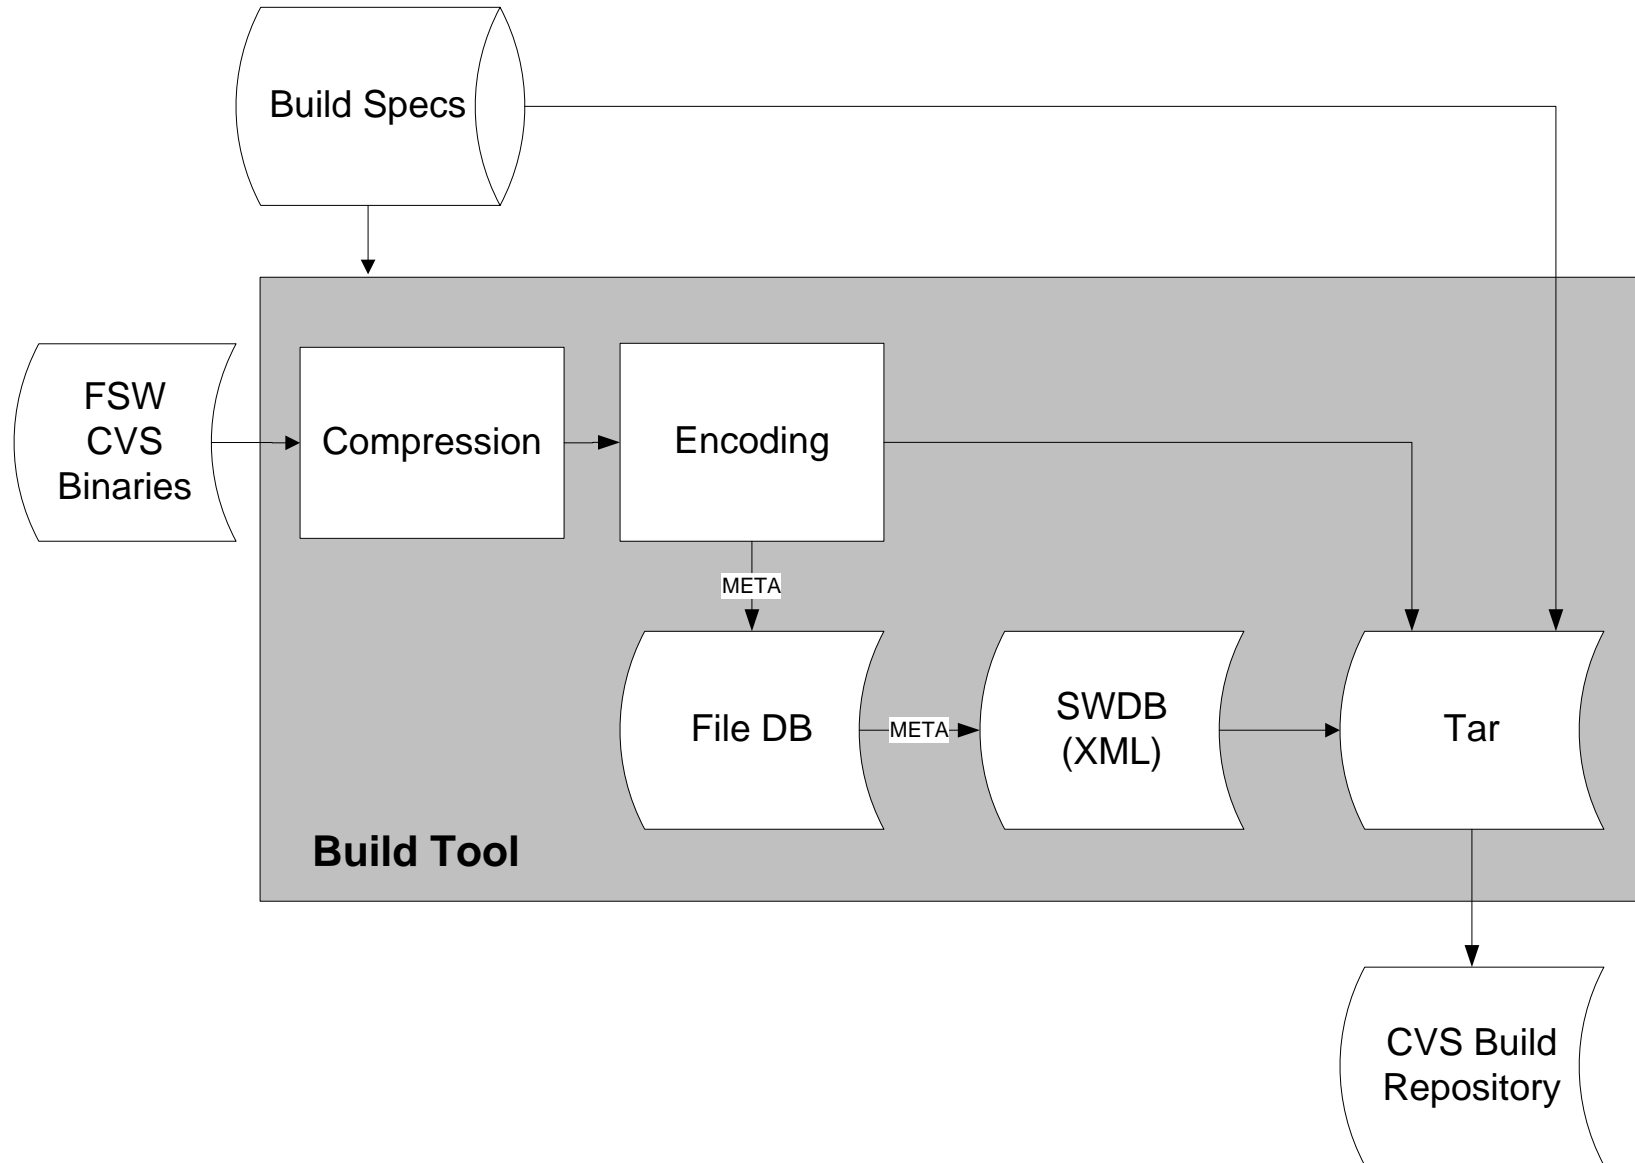 Build Specs
FSW
CVS
Binaries
Compression
Encoding
META
File DB
META
SWDB
(XML)
Tar
Build Tool
CVS Build
Repository